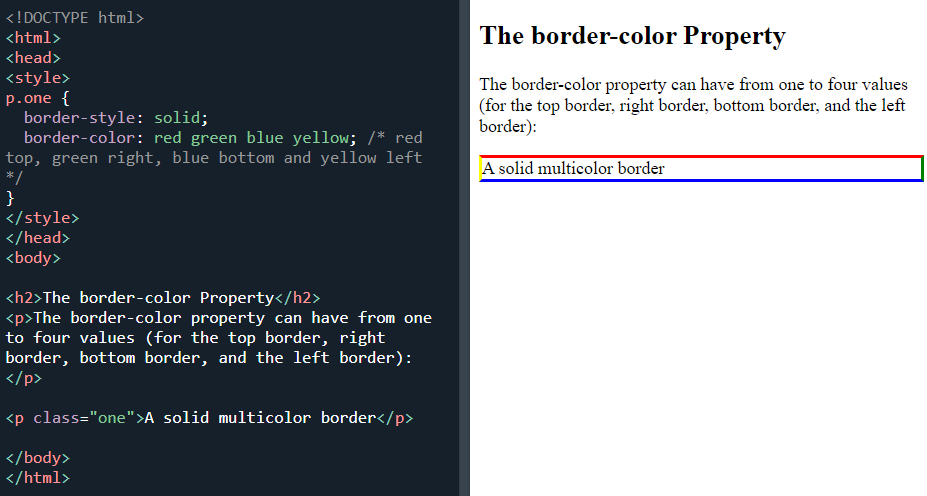 <!DOCTYPE html>
<html>
<head>
<style>
p.one {
  border-style: solid;
  border-color: red green blue yellow; /* red
top, green right, blue bottom and yellow left
*/
}
</style>
</head>
<body>

<h2>The border-color Property</h2>
<p>The border-color property can have from one
to four values (for the top border, right
border, bottom border, and the left border):
</p>

<p class="one">A solid multicolor border</p>

</body>
</html>
The border-color Property
The border-color property can have from one to four values
(for the top border, right border, bottom border, and the left
border):
A solid multicolor border